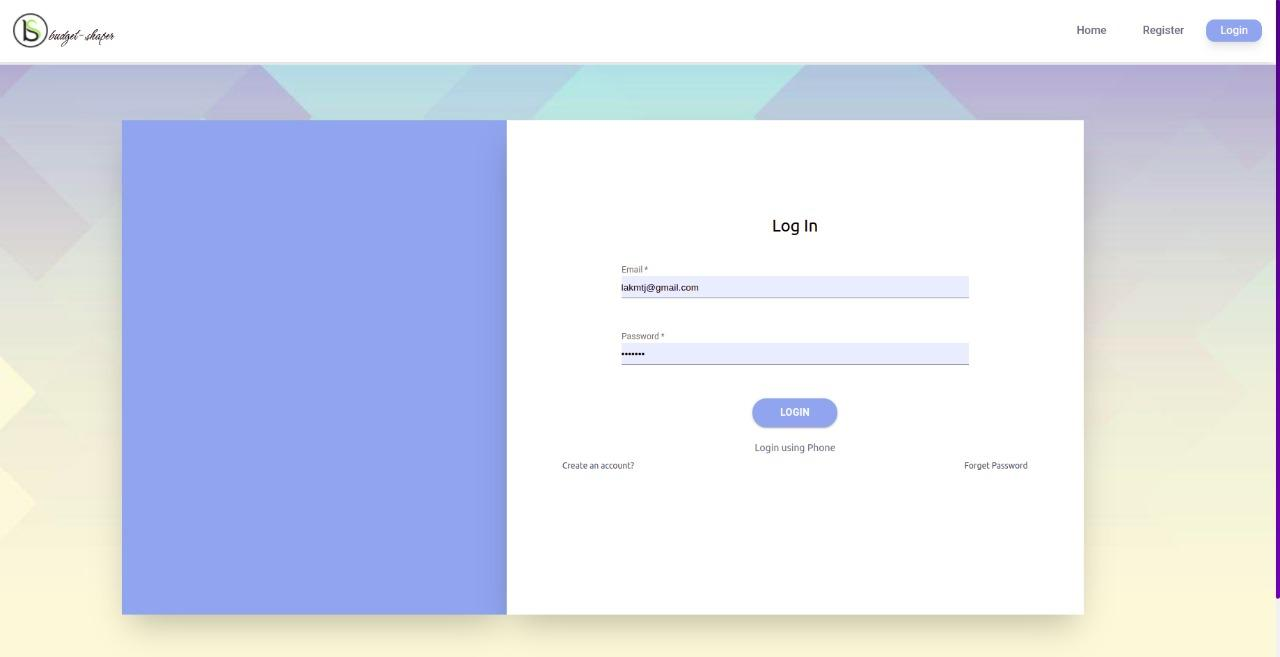 budget-shaper
Home Register Login
Log In
Email *
lakmtj@gmail.com
Password *
•••••••
LOGIN
Login using Phone
Create an account? Forget Password